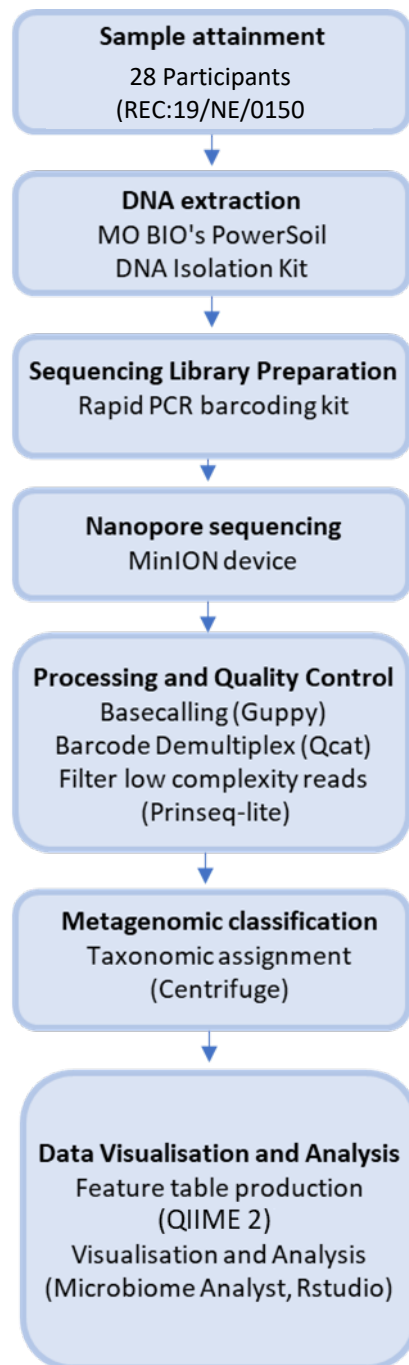 Sample attainment
28 Participants
(REC:19/NE/0150
DNA extraction
MO BIO's PowerSoil
DNA Isolation Kit
Sequencing Library Preparation
Rapid PCR barcoding kit
Nanopore sequencing
MinION device
Processing and Quality Control
Basecalling (Guppy)
Barcode Demultiplex (Qcat)
Filter low complexity reads
(Prinseq-lite)
Metagenomic classification
Taxonomic assignment
(Centrifuge)
Data Visualisation and Analysis
Feature table production
(QIIME 2)
Visualisation and Analysis
(Microbiome Analyst, Rstudio)